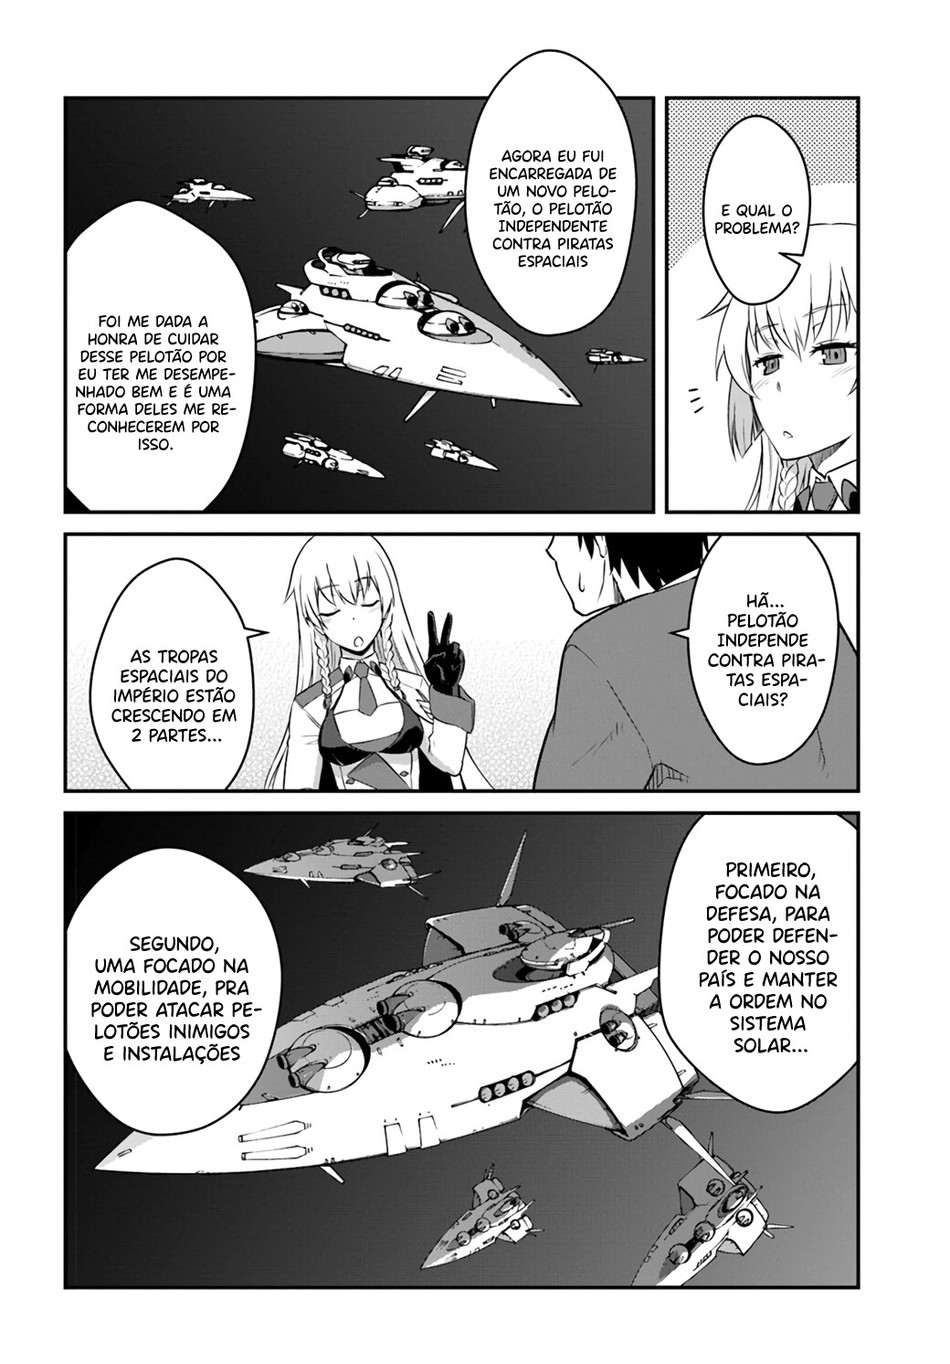 E QUAL O
PROBLEMA?
AGORA EU FUI
ENCARREGADA DE
UM NOVO PELO-
TÃO, O PELOTÃO
INDEPENDENTE
CONTRA PIRATAS
ESPACIAIS
FOI ME DADA A
HONRA DE CUIDAR
DESSE PELOTÃO POR
EU TER ME DESEMPE-
NHADO BEM E É UMA
FORMA DELES ME RE-
CONHECEREM POR
ISSO.
HÃ...
PELOTÃO
INDEPENDE
CONTRA PIRA-
TAS ESPA-
CIAIS?
AS TROPAS
ESPACIAIS DO
IMPÉRIO ESTÃO
CRESCENDO EM
2 PARTES...
PRIMEIRO,
FOCADO NA
DEFESA, PARA
PODER DEFEN-
DER O NOSSO
PAÍS E MANTER
A ORDEM NO
SISTEMA
SOLAR...
SEGUNDO,
UMA FOCADO NA
MOBILIDADE, PRA
PODER ATACAR PE-
LOTÕES INIMIGOS
E INSTALAÇÕES